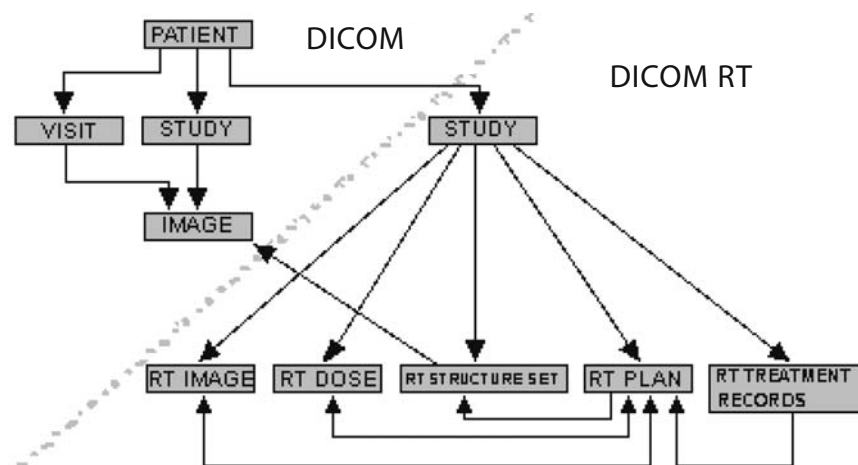 PATIENT
DICOM
DICOM RT
VISIT
STUDY
STUDY
IMAGE
RT IMAGE
RT DOSE
RT STRUCTURE SET
RT PLAN
RT TREATMENT
RECORDS